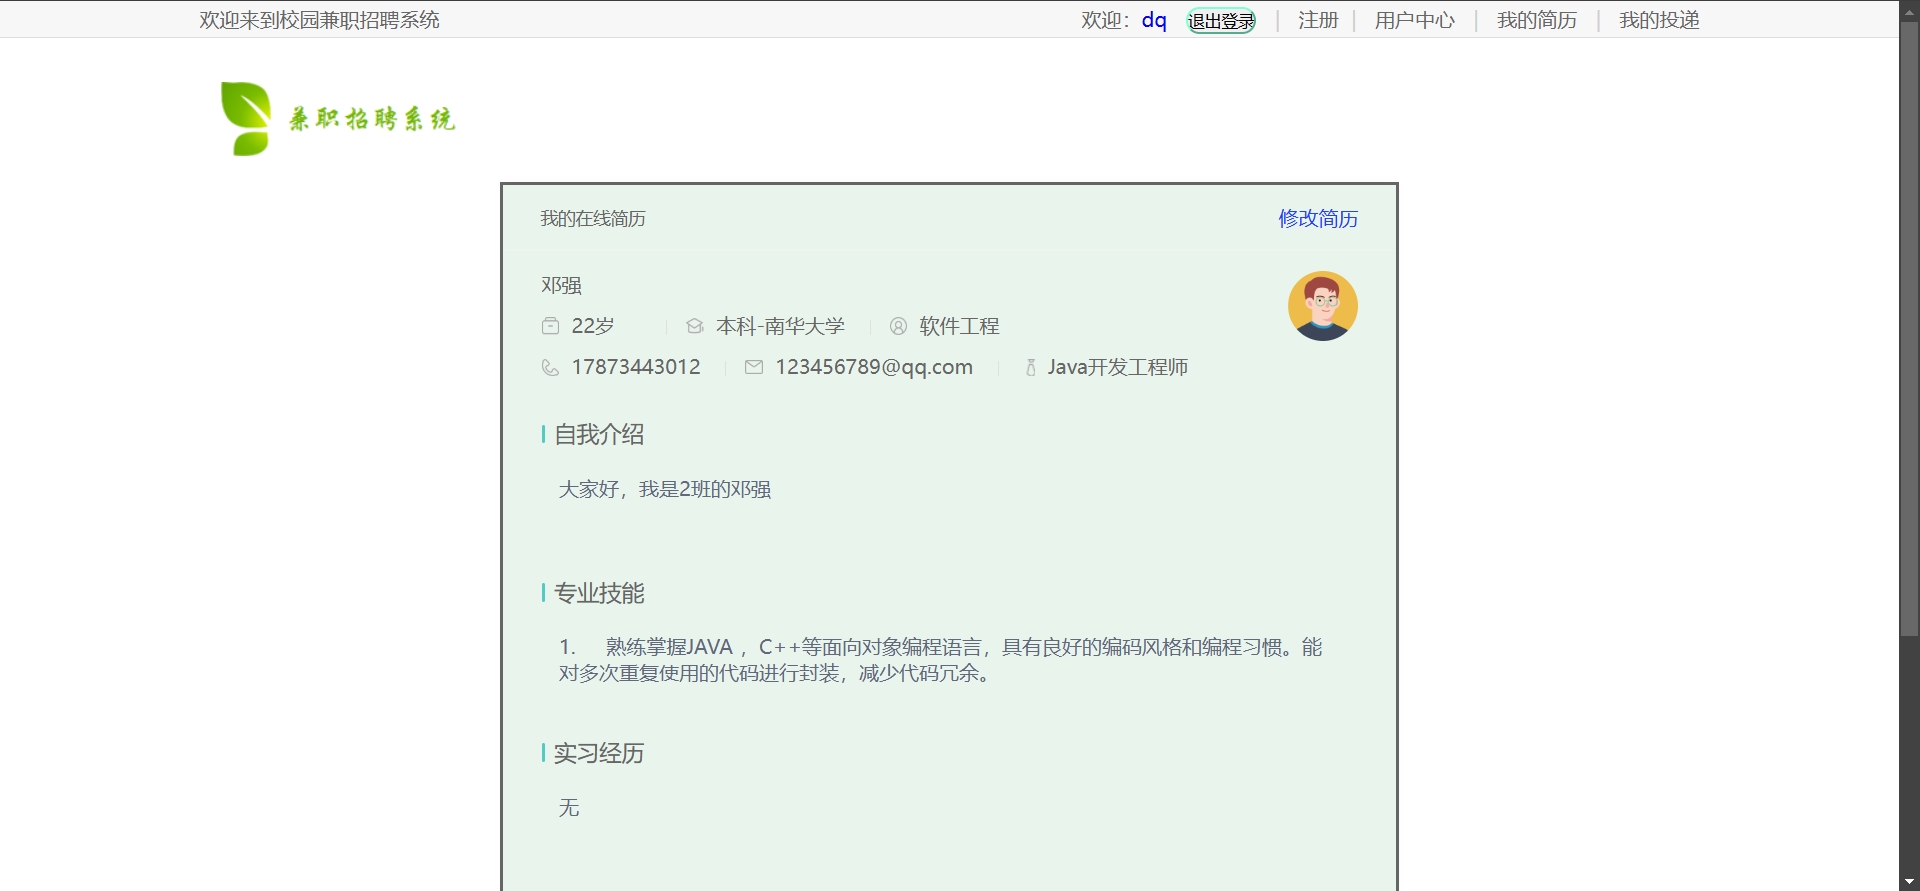 欢迎来到校园兼职招聘系统 欢迎：dq 退出登录 | 注册 | 用户中心 | 我的简历 | 我的投递
兼职招聘系统
我的在线简历 修改简历
邓强
22岁 本科-南华大学 软件工程
17873443012 123456789@qq.com Java开发工程师
自我介绍
大家好，我是2班的邓强
专业技能
1. 熟练掌握JAVA ，C++等面向对象编程语言，具有良好的编码风格和编程习惯。能
对多次重复使用的代码进行封装，减少代码冗余。
实习经历
无